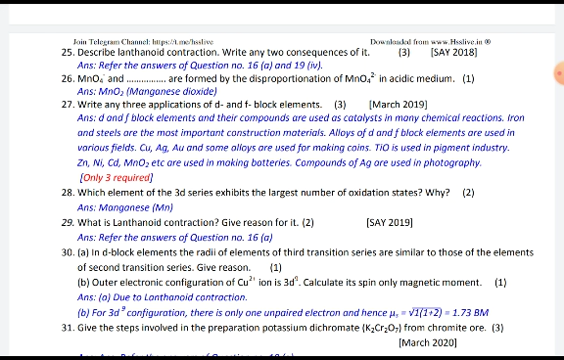 Join Telegram Channel: https://t.me/hsslive Downloaded from www.Hsslive.in ®
25. Describe lanthanoid contraction. Write any two consequences of it. (3) [SAY 2018]
Ans: Refer the answers of Question no. 16 (a) and 19 (iv).
26. MnO₄⁻ and ............... are formed by the disproportionation of MnO₄²⁻ in acidic medium. (1)
Ans: MnO₂ (Manganese dioxide)
27. Write any three applications of d- and f- block elements. (3) [March 2019]
Ans: d and f block elements and their compounds are used as catalysts in many chemical reactions. Iron
and steels are the most important construction materials. Alloys of d and f block elements are used in
various fields. Cu, Ag, Au and some alloys are used for making coins. TiO is used in pigment industry.
Zn, Ni, Cd, MnO₂ etc are used in making batteries. Compounds of Ag are used in photography.
[Only 3 required]
28. Which element of the 3d series exhibits the largest number of oxidation states? Why? (2)
Ans: Manganese (Mn)
29. What is Lanthanoid contraction? Give reason for it. (2) [SAY 2019]
Ans: Refer the answers of Question no. 16 (a)
30. (a) In d-block elements the radii of elements of third transition series are similar to those of the elements
of second transition series. Give reason. (1)
(b) Outer electronic configuration of Cu²⁺ ion is 3d⁹. Calculate its spin only magnetic moment. (1)
Ans: (a) Due to Lanthanoid contraction.
(b) For 3d⁹ configuration, there is only one unpaired electron and hence μₛ = √1(1+2) = 1.73 BM
31. Give the steps involved in the preparation potassium dichromate (K₂Cr₂O₇) from chromite ore. (3)
[March 2020]